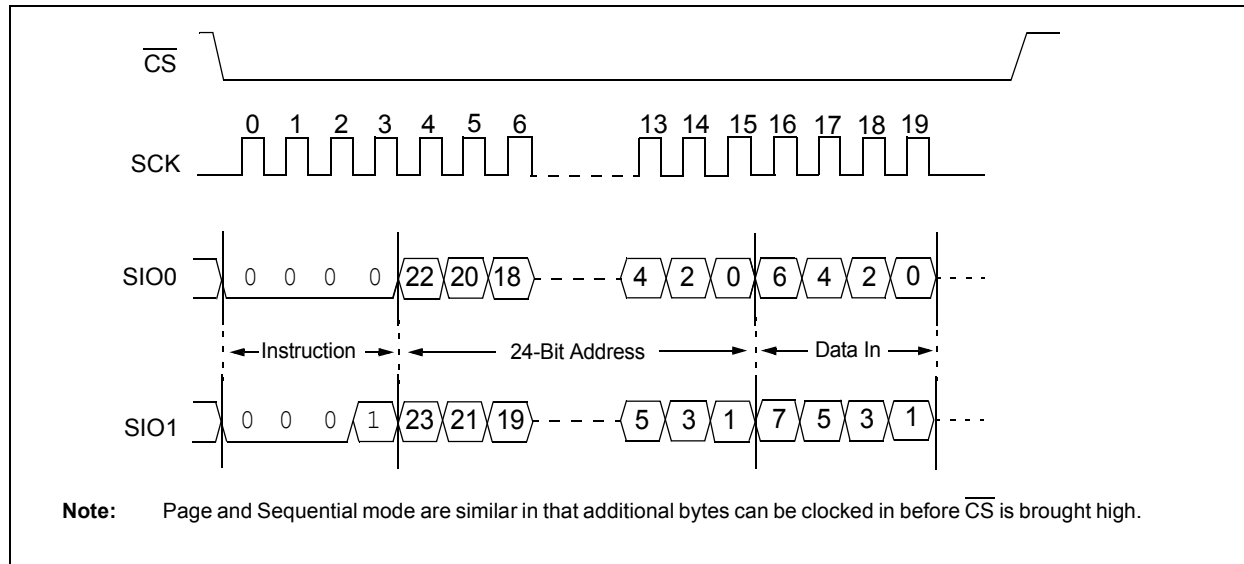 CS
0 1 2 3 4 5 6 13 14 15 16 17 18 19
SCK
SIO0 0 0 0 0 22 20 18 4 2 0 6 4 2 0
Instruction 24-Bit Address Data In
SIO1 0 0 0 1 23 21 19 5 3 1 7 5 3 1
Note: Page and Sequential mode are similar in that additional bytes can be clocked in before CS is brought high.